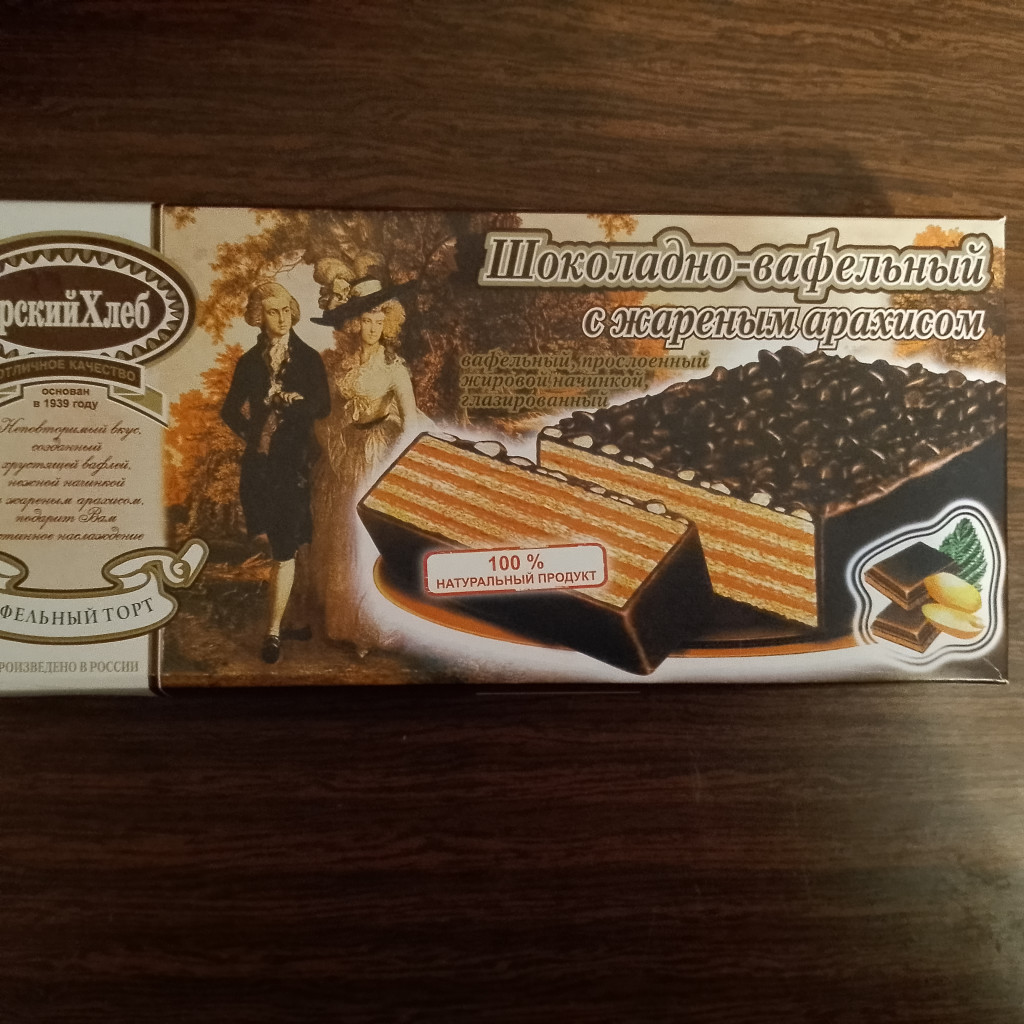 рскийХлеб
ОТЛИЧНОЕ КАЧЕСТВО
основан
в 1939 году
Неповторимый вкус,
созданный
хрустящей вафлей,
нежной начинкой
с жареным арахисом,
подарит Вам
стинное наслаждение
ФЕЛЬНЫЙ ТОРТ
РОИЗВЕДЕНО В РОССИИ
Шоколадно-вафельный
с жареным арахисом
вафельный, прослоенный
жировой начинкой,
глазированный
100 %
НАТУРАЛЬНЫЙ ПРОДУКТ